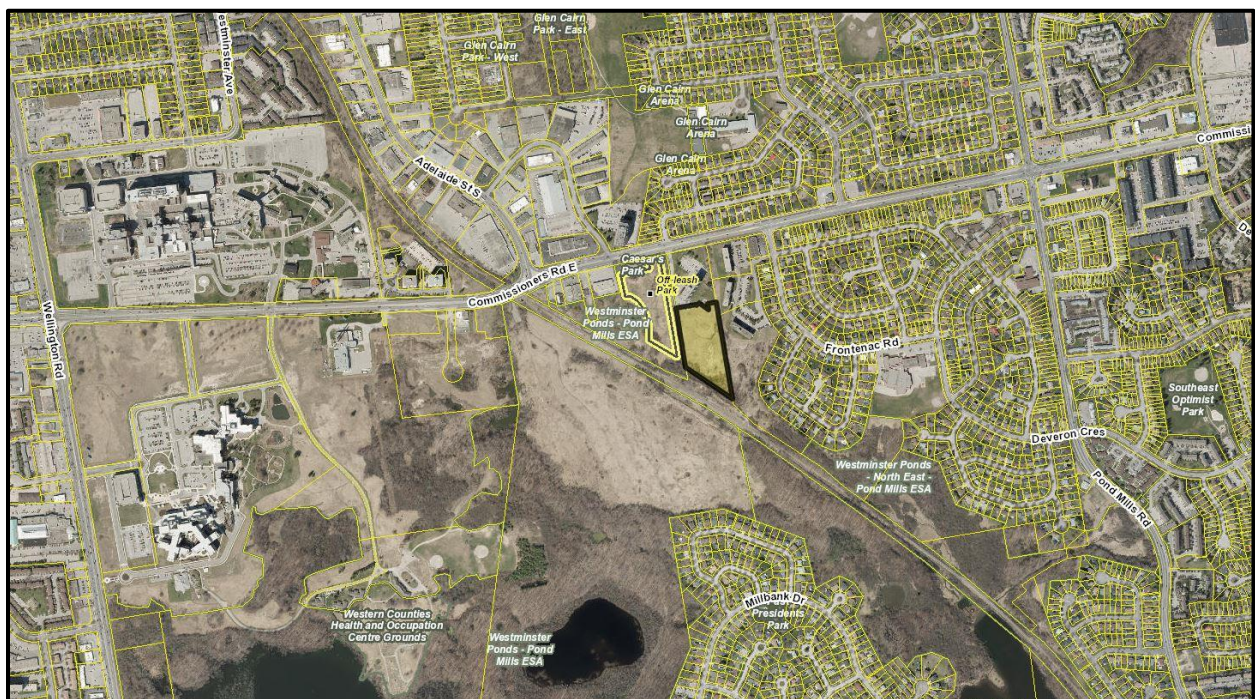 Glen Cairn
Park - East
Glen Cairn
Park - West
Glen Cairn
Arena
Glen Cairn
Arena
Glen Cairn
Arena
Adelaide St S
Commissioners Rd E
Caesar's
Park
Off-leash
Park
Westminster
Ponds - Pond
Mills ESA
Wellington Rd
Frontenac Rd
Southeast
Optimist
Park
Deveron Cres
Westminster Ponds
- North East -
Pond Mills ESA
Pond Mills Rd
Millbank Dr
Presidents
Park
Western Counties
Health and Occupation
Centre Grounds
Westminster
Ponds - Pond
Mills ESA